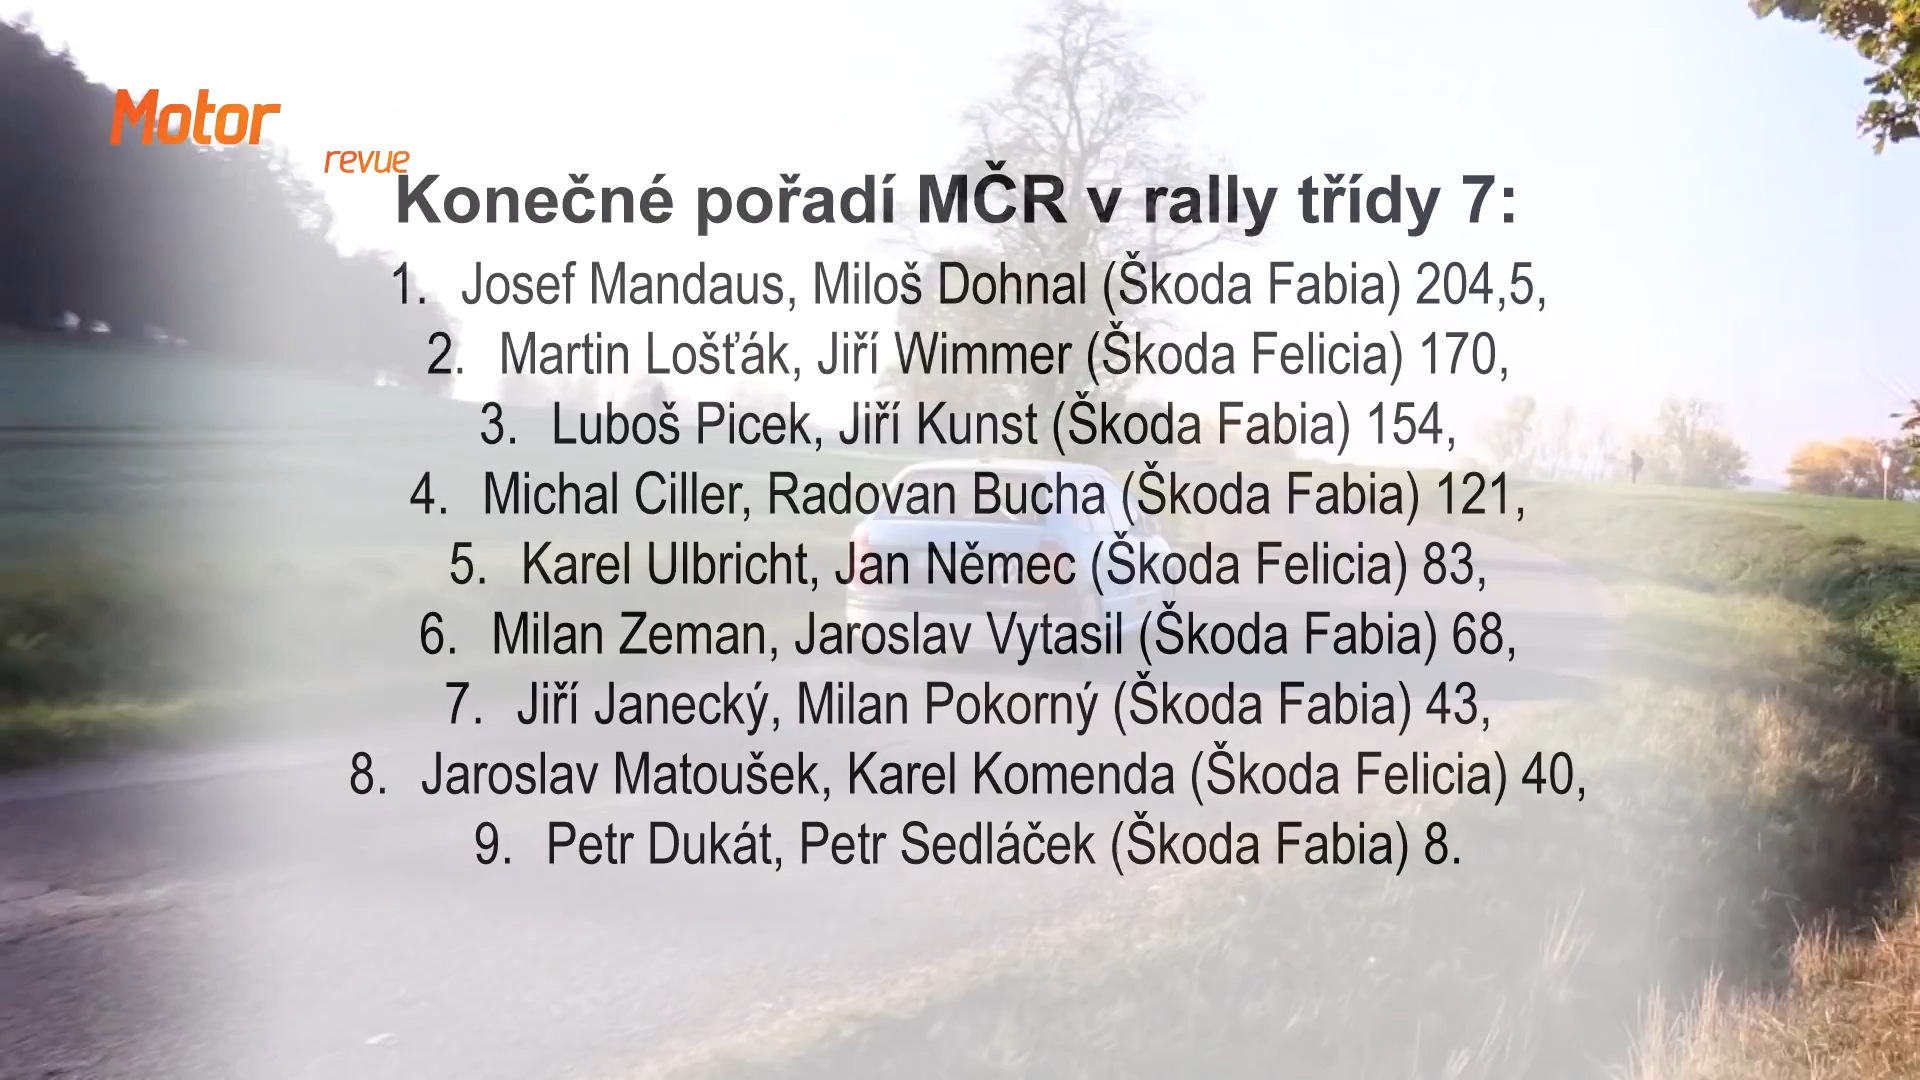 Motor
revue
Konečné pořadí MČR v rally třídy 7:
1. Josef Mandaus, Miloš Dohnal (Škoda Fabia) 204,5,
2. Martin Lošťák, Jiří Wimmer (Škoda Felicia) 170,
3. Luboš Picek, Jiří Kunst (Škoda Fabia) 154,
4. Michal Ciller, Radovan Bucha (Škoda Fabia) 121,
5. Karel Ulbricht, Jan Němec (Škoda Felicia) 83,
6. Milan Zeman, Jaroslav Vytasil (Škoda Fabia) 68,
7. Jiří Janecký, Milan Pokorný (Škoda Fabia) 43,
8. Jaroslav Matoušek, Karel Komenda (Škoda Felicia) 40,
9. Petr Dukát, Petr Sedláček (Škoda Fabia) 8.